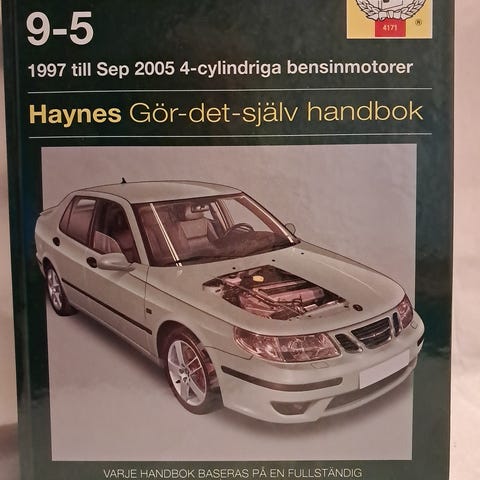 9-5
4171
®
1997 till Sep 2005 4-cylindriga bensinmotorer
Haynes Gör-det-själv handbok
VARJE HANDBOK BASERAS PÅ EN FULLSTÄNDIG